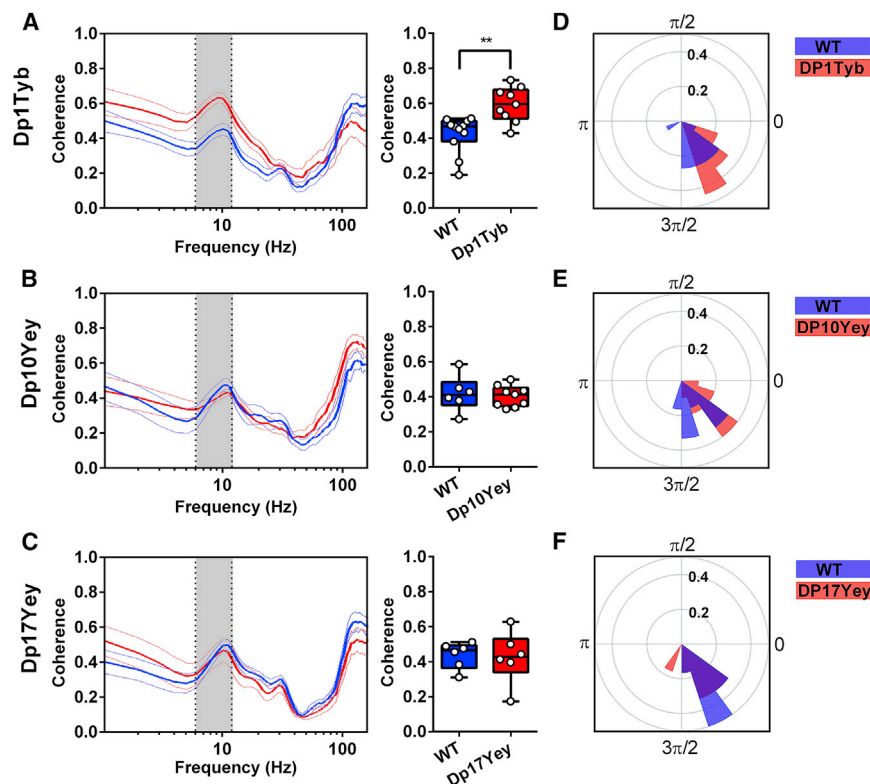 A
Dp1Tyb
Coherence
1.0
0.8
0.6
0.4
0.2
0.0
10
100
Frequency (Hz)
Coherence
1.0
0.8
0.6
0.4
0.2
0.0
**
WT
Dp1Tyb
D
π/2
0.4
0.2
π
0
3π/2
WT
DP1Tyb
B
Dp10Yey
Coherence
1.0
0.8
0.6
0.4
0.2
0.0
10
100
Frequency (Hz)
Coherence
1.0
0.8
0.6
0.4
0.2
0.0
WT
Dp10Yey
E
π/2
0.4
0.2
π
0
3π/2
WT
DP10Yey
C
Dp17Yey
Coherence
1.0
0.8
0.6
0.4
0.2
0.0
10
100
Frequency (Hz)
Coherence
1.0
0.8
0.6
0.4
0.2
0.0
WT
Dp17Yey
F
π/2
0.4
0.2
π
0
3π/2
WT
DP17Yey